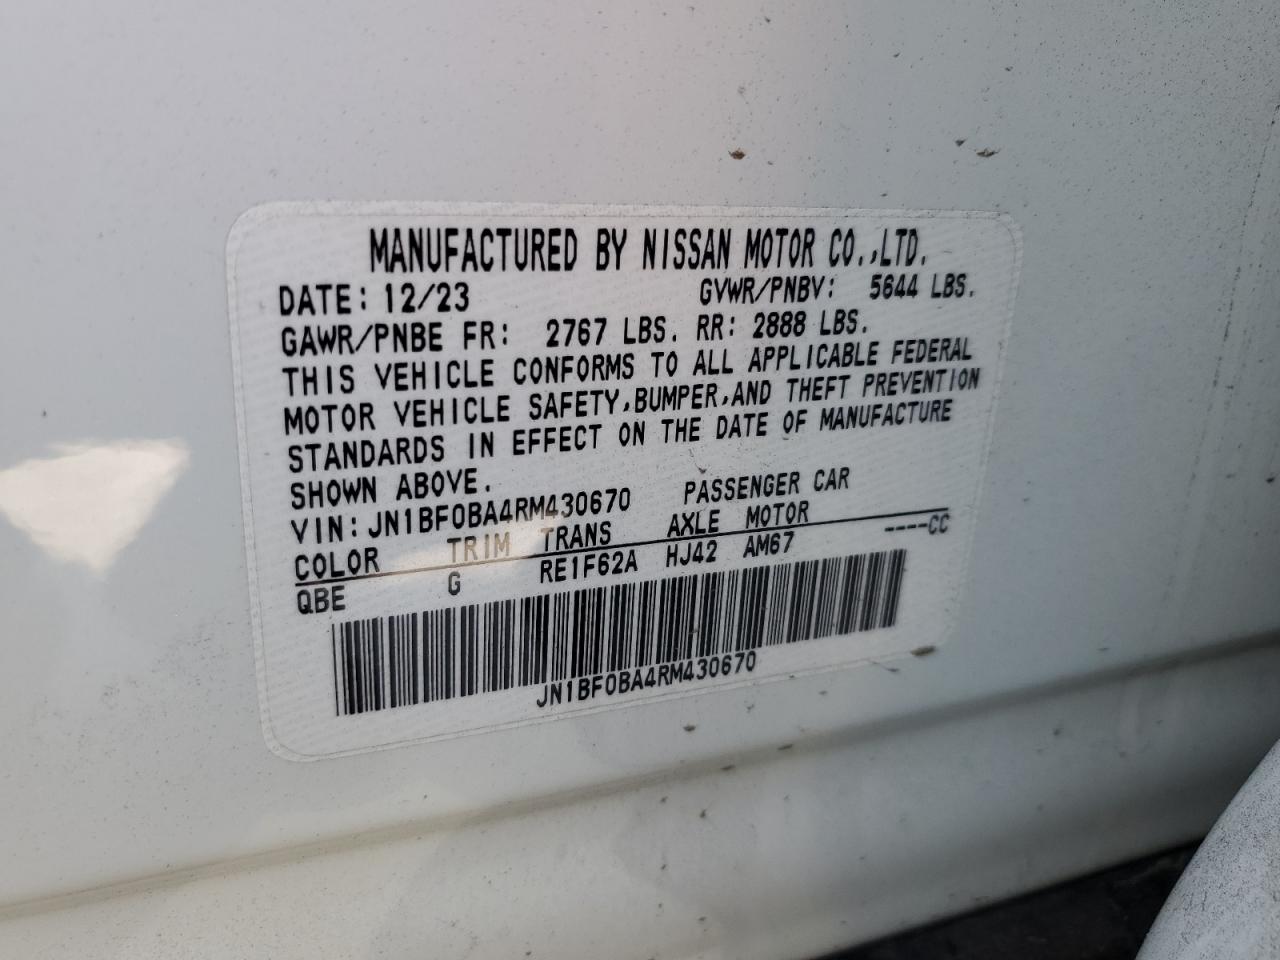 MANUFACTURED BY NISSAN MOTOR CO.,LTD.
DATE: 12/23 GVWR/PNBV: 5644 LBS.
GAWR/PNBE FR: 2767 LBS. RR: 2888 LBS.
THIS VEHICLE CONFORMS TO ALL APPLICABLE FEDERAL
MOTOR VEHICLE SAFETY,BUMPER,AND THEFT PREVENTION
STANDARDS IN EFFECT ON THE DATE OF MANUFACTURE
SHOWN ABOVE.
VIN: JN1BF0BA4RM430670 PASSENGER CAR
COLOR TRIM TRANS AXLE MOTOR ----CC
QBE G RE1F62A HJ42 AM67
JN1BF0BA4RM430670